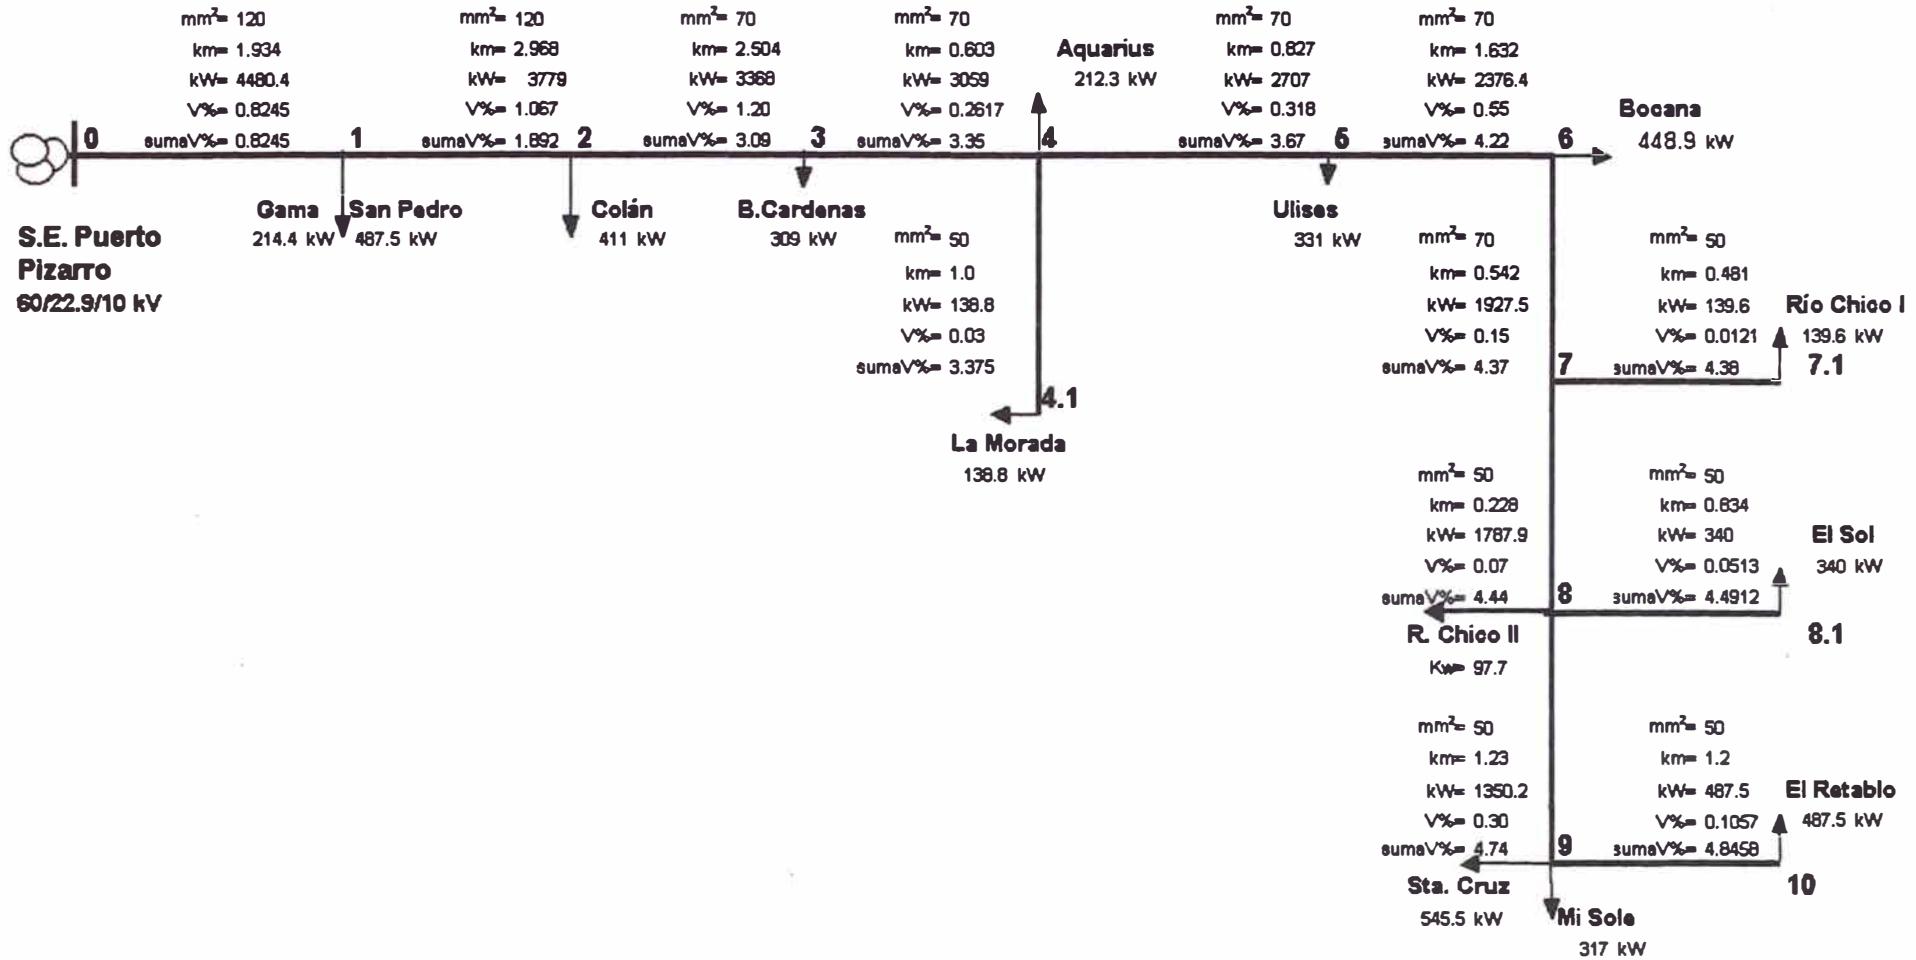 mm²= 120
km= 1.934
kW= 4480.4
V%= 0.8245
sumaV%= 0.8245
mm²= 120
km= 2.968
kW= 3779
V%= 1.067
sumaV%= 1.892
mm²= 70
km= 2.504
kW= 3368
V%= 1.20
sumaV%= 3.09
mm²= 70
km= 0.603
kW= 3059
V%= 0.2617
sumaV%= 3.35
Aquarius
212.3 kW
mm²= 70
km= 0.827
kW= 2707
V%= 0.318
sumaV%= 3.67
mm²= 70
km= 1.632
kW= 2376.4
V%= 0.55
sumaV%= 4.22
Bocana
448.9 kW
0
1
2
3
4
5
6
S.E. Puerto
Pizarro
60/22.9/10 kV
Gama
214.4 kW
San Pedro
487.5 kW
Colán
411 kW
B.Cardenas
309 kW
mm²= 50
km= 1.0
kW= 138.8
V%= 0.03
sumaV%= 3.375
4.1
La Morada
138.8 kW
Ulises
331 kW
mm²= 70
km= 0.542
kW= 1927.5
V%= 0.15
sumaV%= 4.37
7
mm²= 50
km= 0.481
kW= 139.6
V%= 0.0121
sumaV%= 4.38
Río Chico I
139.6 kW
7.1
mm²= 50
km= 0.228
kW= 1787.9
V%= 0.07
sumaV%= 4.44
8
R. Chico II
Kw= 97.7
mm²= 50
km= 0.834
kW= 340
V%= 0.0513
sumaV%= 4.4912
El Sol
340 kW
8.1
mm²= 50
km= 1.23
kW= 1350.2
V%= 0.30
sumaV%= 4.74
9
Sta. Cruz
545.5 kW
Mi Sole
317 kW
mm²= 50
km= 1.2
kW= 487.5
V%= 0.1057
sumaV%= 4.8458
El Retablo
487.5 kW
10